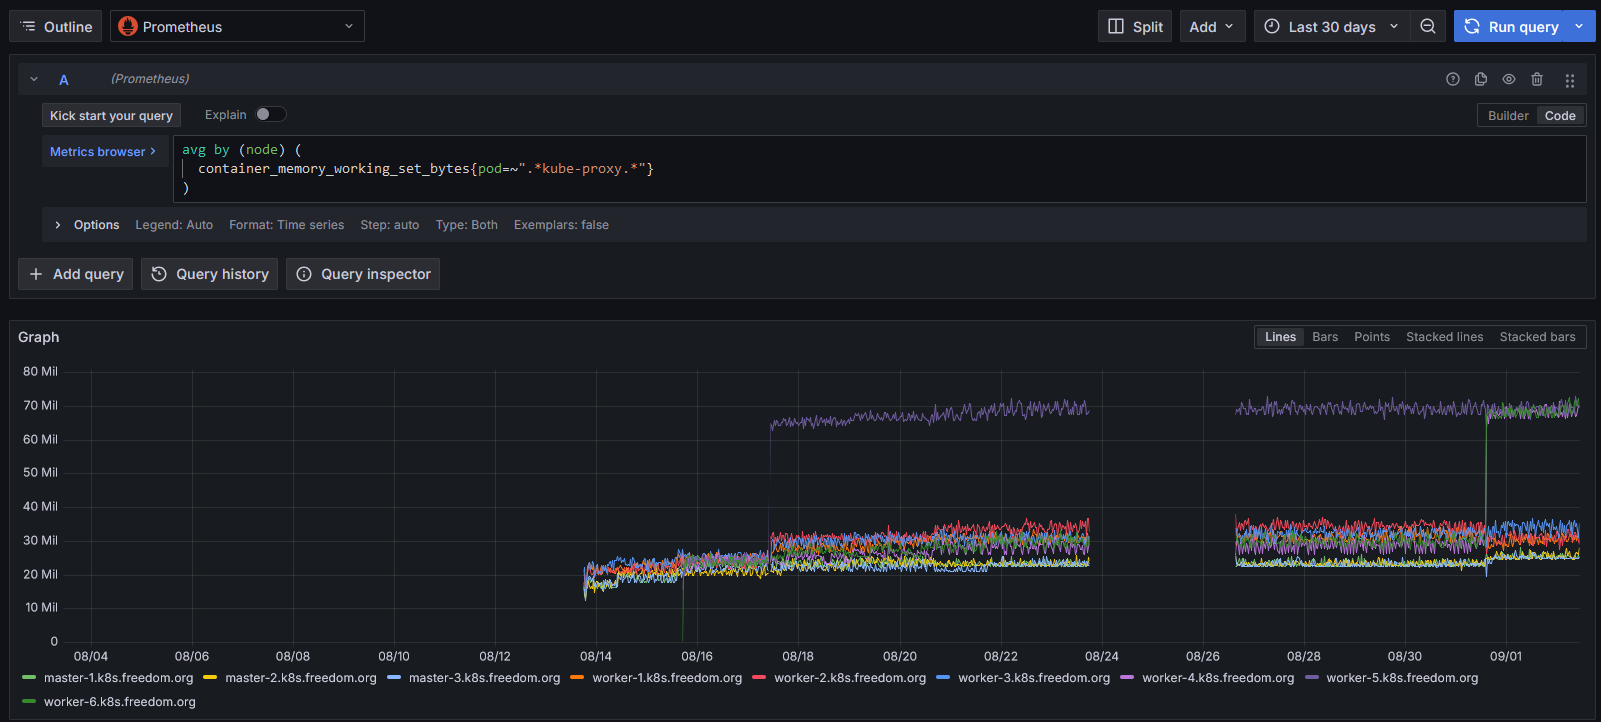 Outline
Prometheus
Split
Add
Last 30 days
Run query
A
(Prometheus)
Kick start your query
Explain
Builder
Code
Metrics browser >
avg by (node) (
container_memory_working_set_bytes{pod=~".*kube-proxy.*"}
)
Options
Legend: Auto
Format: Time series
Step: auto
Type: Both
Exemplars: false
+ Add query
Query history
Query inspector
Graph
Lines
Bars
Points
Stacked lines
Stacked bars
80 Mil
70 Mil
60 Mil
50 Mil
40 Mil
30 Mil
20 Mil
10 Mil
0
08/04
08/06
08/08
08/10
08/12
08/14
08/16
08/18
08/20
08/22
08/24
08/26
08/28
08/30
09/01
master-1.k8s.freedom.org
master-2.k8s.freedom.org
master-3.k8s.freedom.org
worker-1.k8s.freedom.org
worker-2.k8s.freedom.org
worker-3.k8s.freedom.org
worker-4.k8s.freedom.org
worker-5.k8s.freedom.org
worker-6.k8s.freedom.org